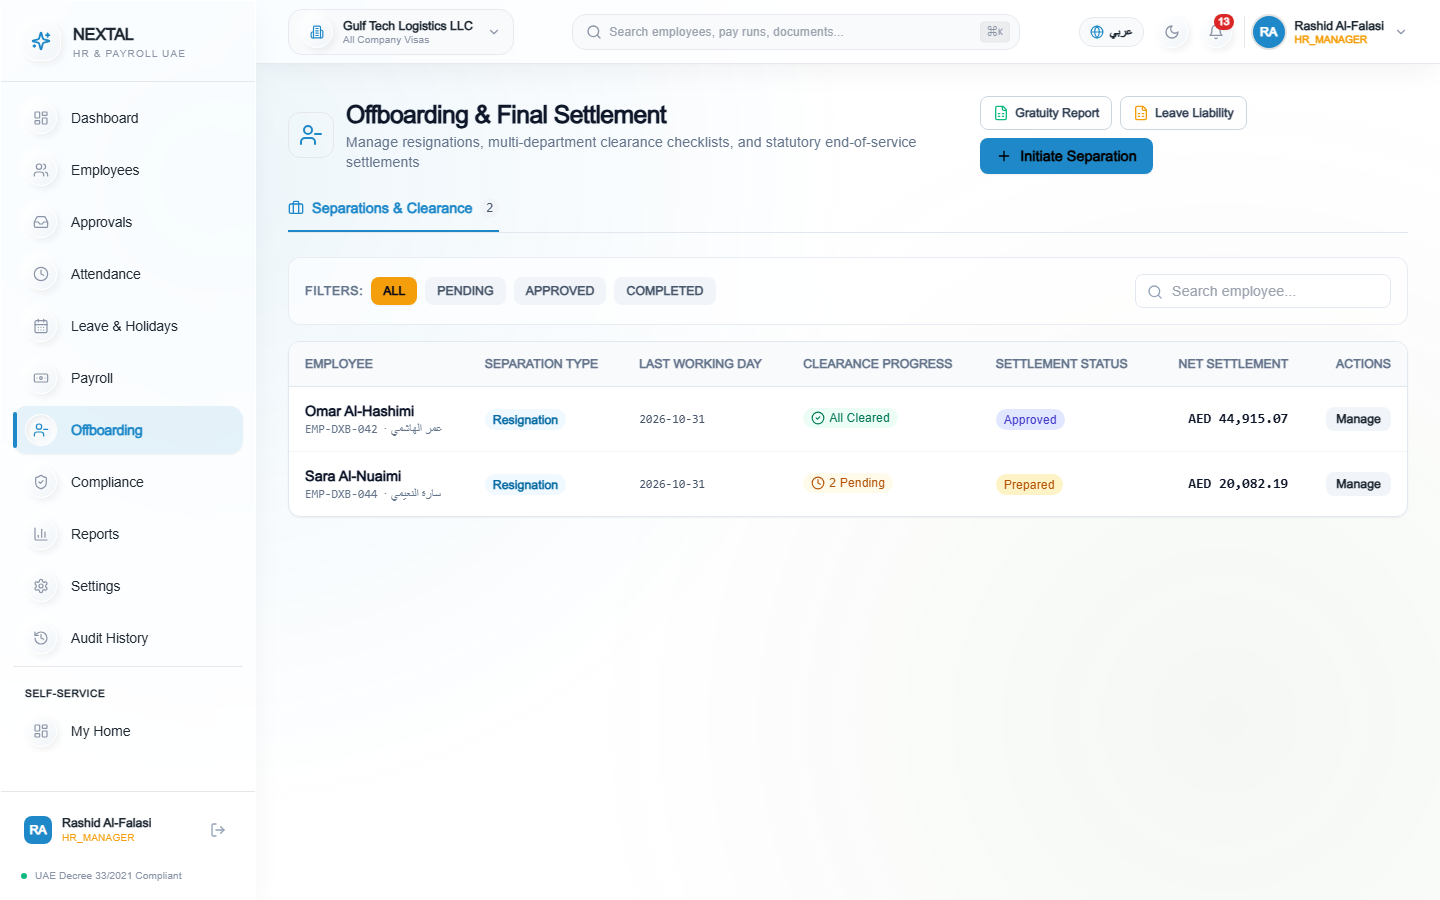 NEXTAL
HR & PAYROLL UAE
Dashboard
Employees
Approvals
Attendance
Leave & Holidays
Payroll
Offboarding
Compliance
Reports
Settings
Audit History
SELF-SERVICE
My Home
RA
Rashid Al-Falasi
HR_MANAGER
UAE Decree 33/2021 Compliant
Gulf Tech Logistics LLC
All Company Visas
Search employees, pay runs, documents...
⌘K
عربي
13
RA
Rashid Al-Falasi
HR_MANAGER
Offboarding & Final Settlement
Manage resignations, multi-department clearance checklists, and statutory end-of-service
settlements
Gratuity Report
Leave Liability
Initiate Separation
Separations & Clearance 2
FILTERS: ALL PENDING APPROVED COMPLETED
Search employee...
EMPLOYEE SEPARATION TYPE LAST WORKING DAY CLEARANCE PROGRESS SETTLEMENT STATUS NET SETTLEMENT ACTIONS
Omar Al-Hashimi
EMP-DXB-042 · عمر الهاشمي
Resignation 2026-10-31 All Cleared Approved AED 44,915.07 Manage
Sara Al-Nuaimi
EMP-DXB-044 · سارة النعيمي
Resignation 2026-10-31 2 Pending Prepared AED 20,082.19 Manage